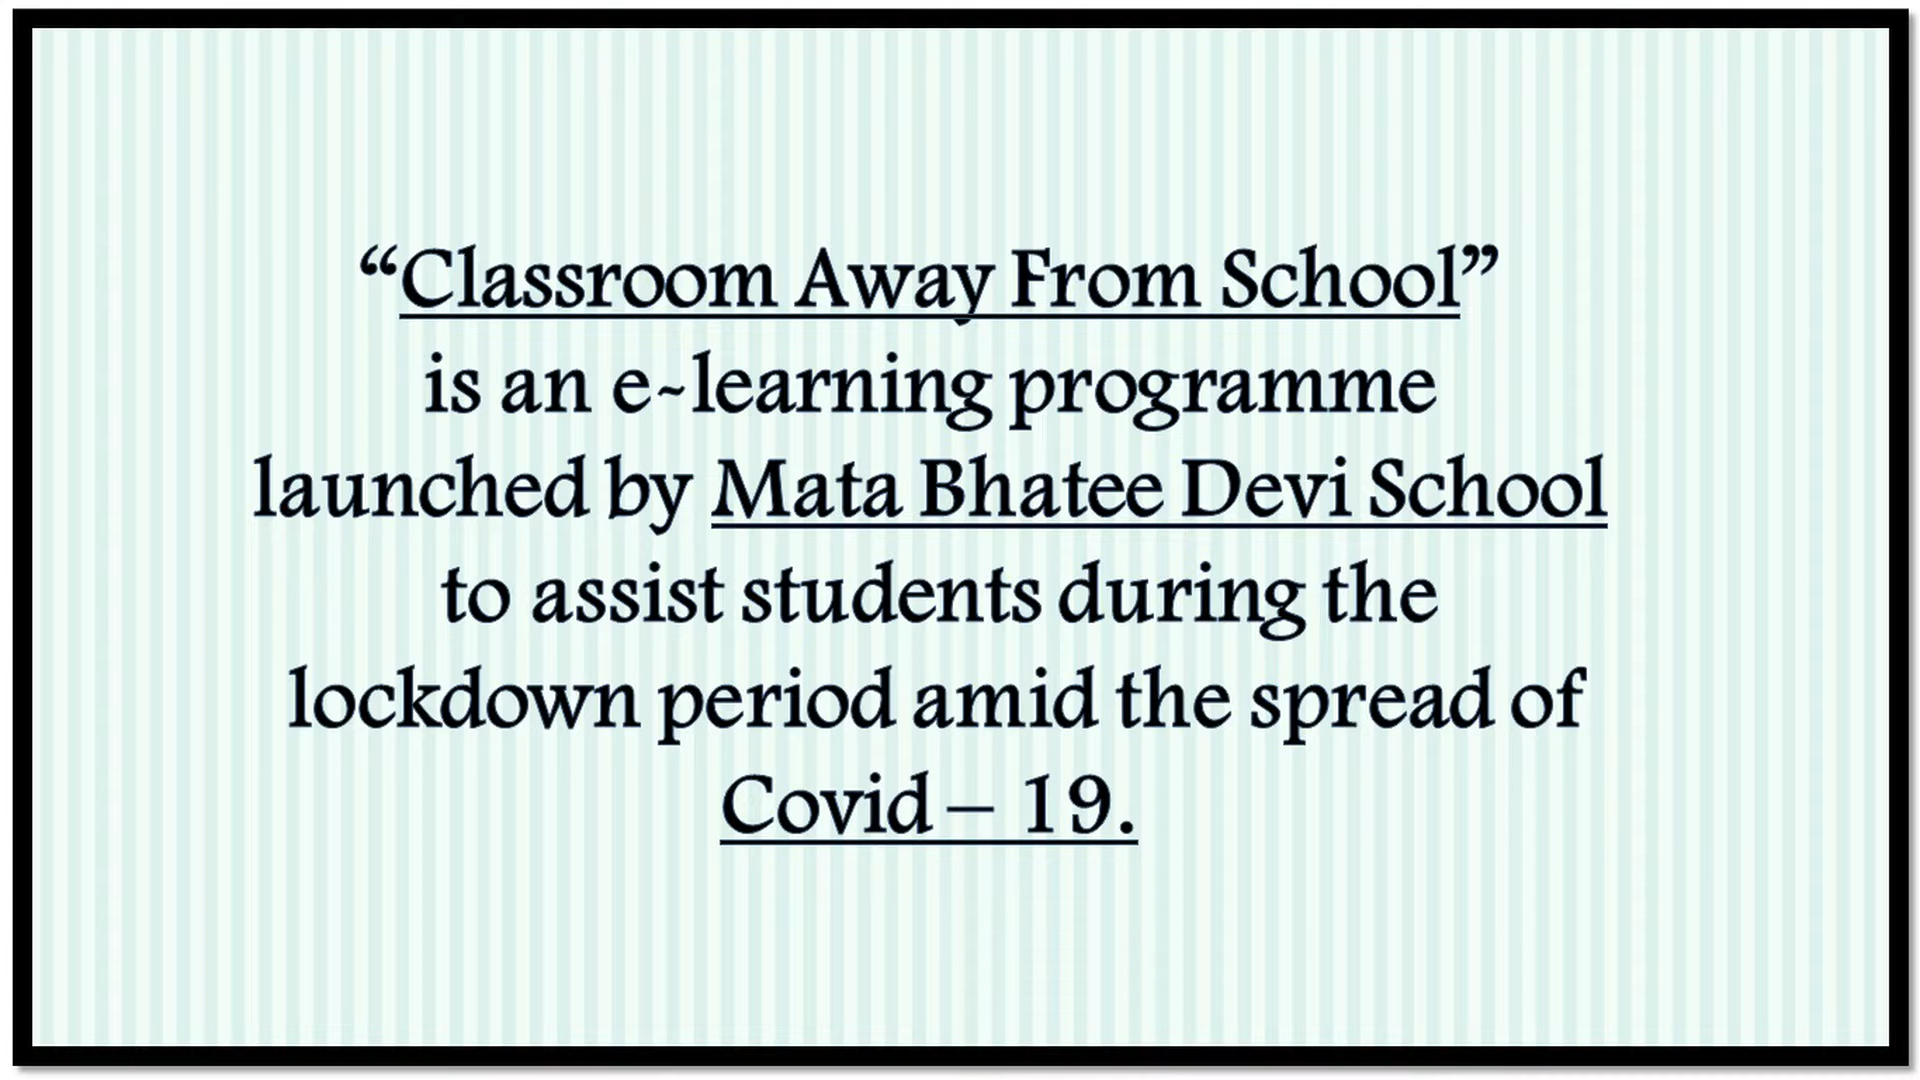 “Classroom Away From School”
is an e-learning programme
launched by Mata Bhatee Devi School
to assist students during the
lockdown period amid the spread of
Covid – 19.